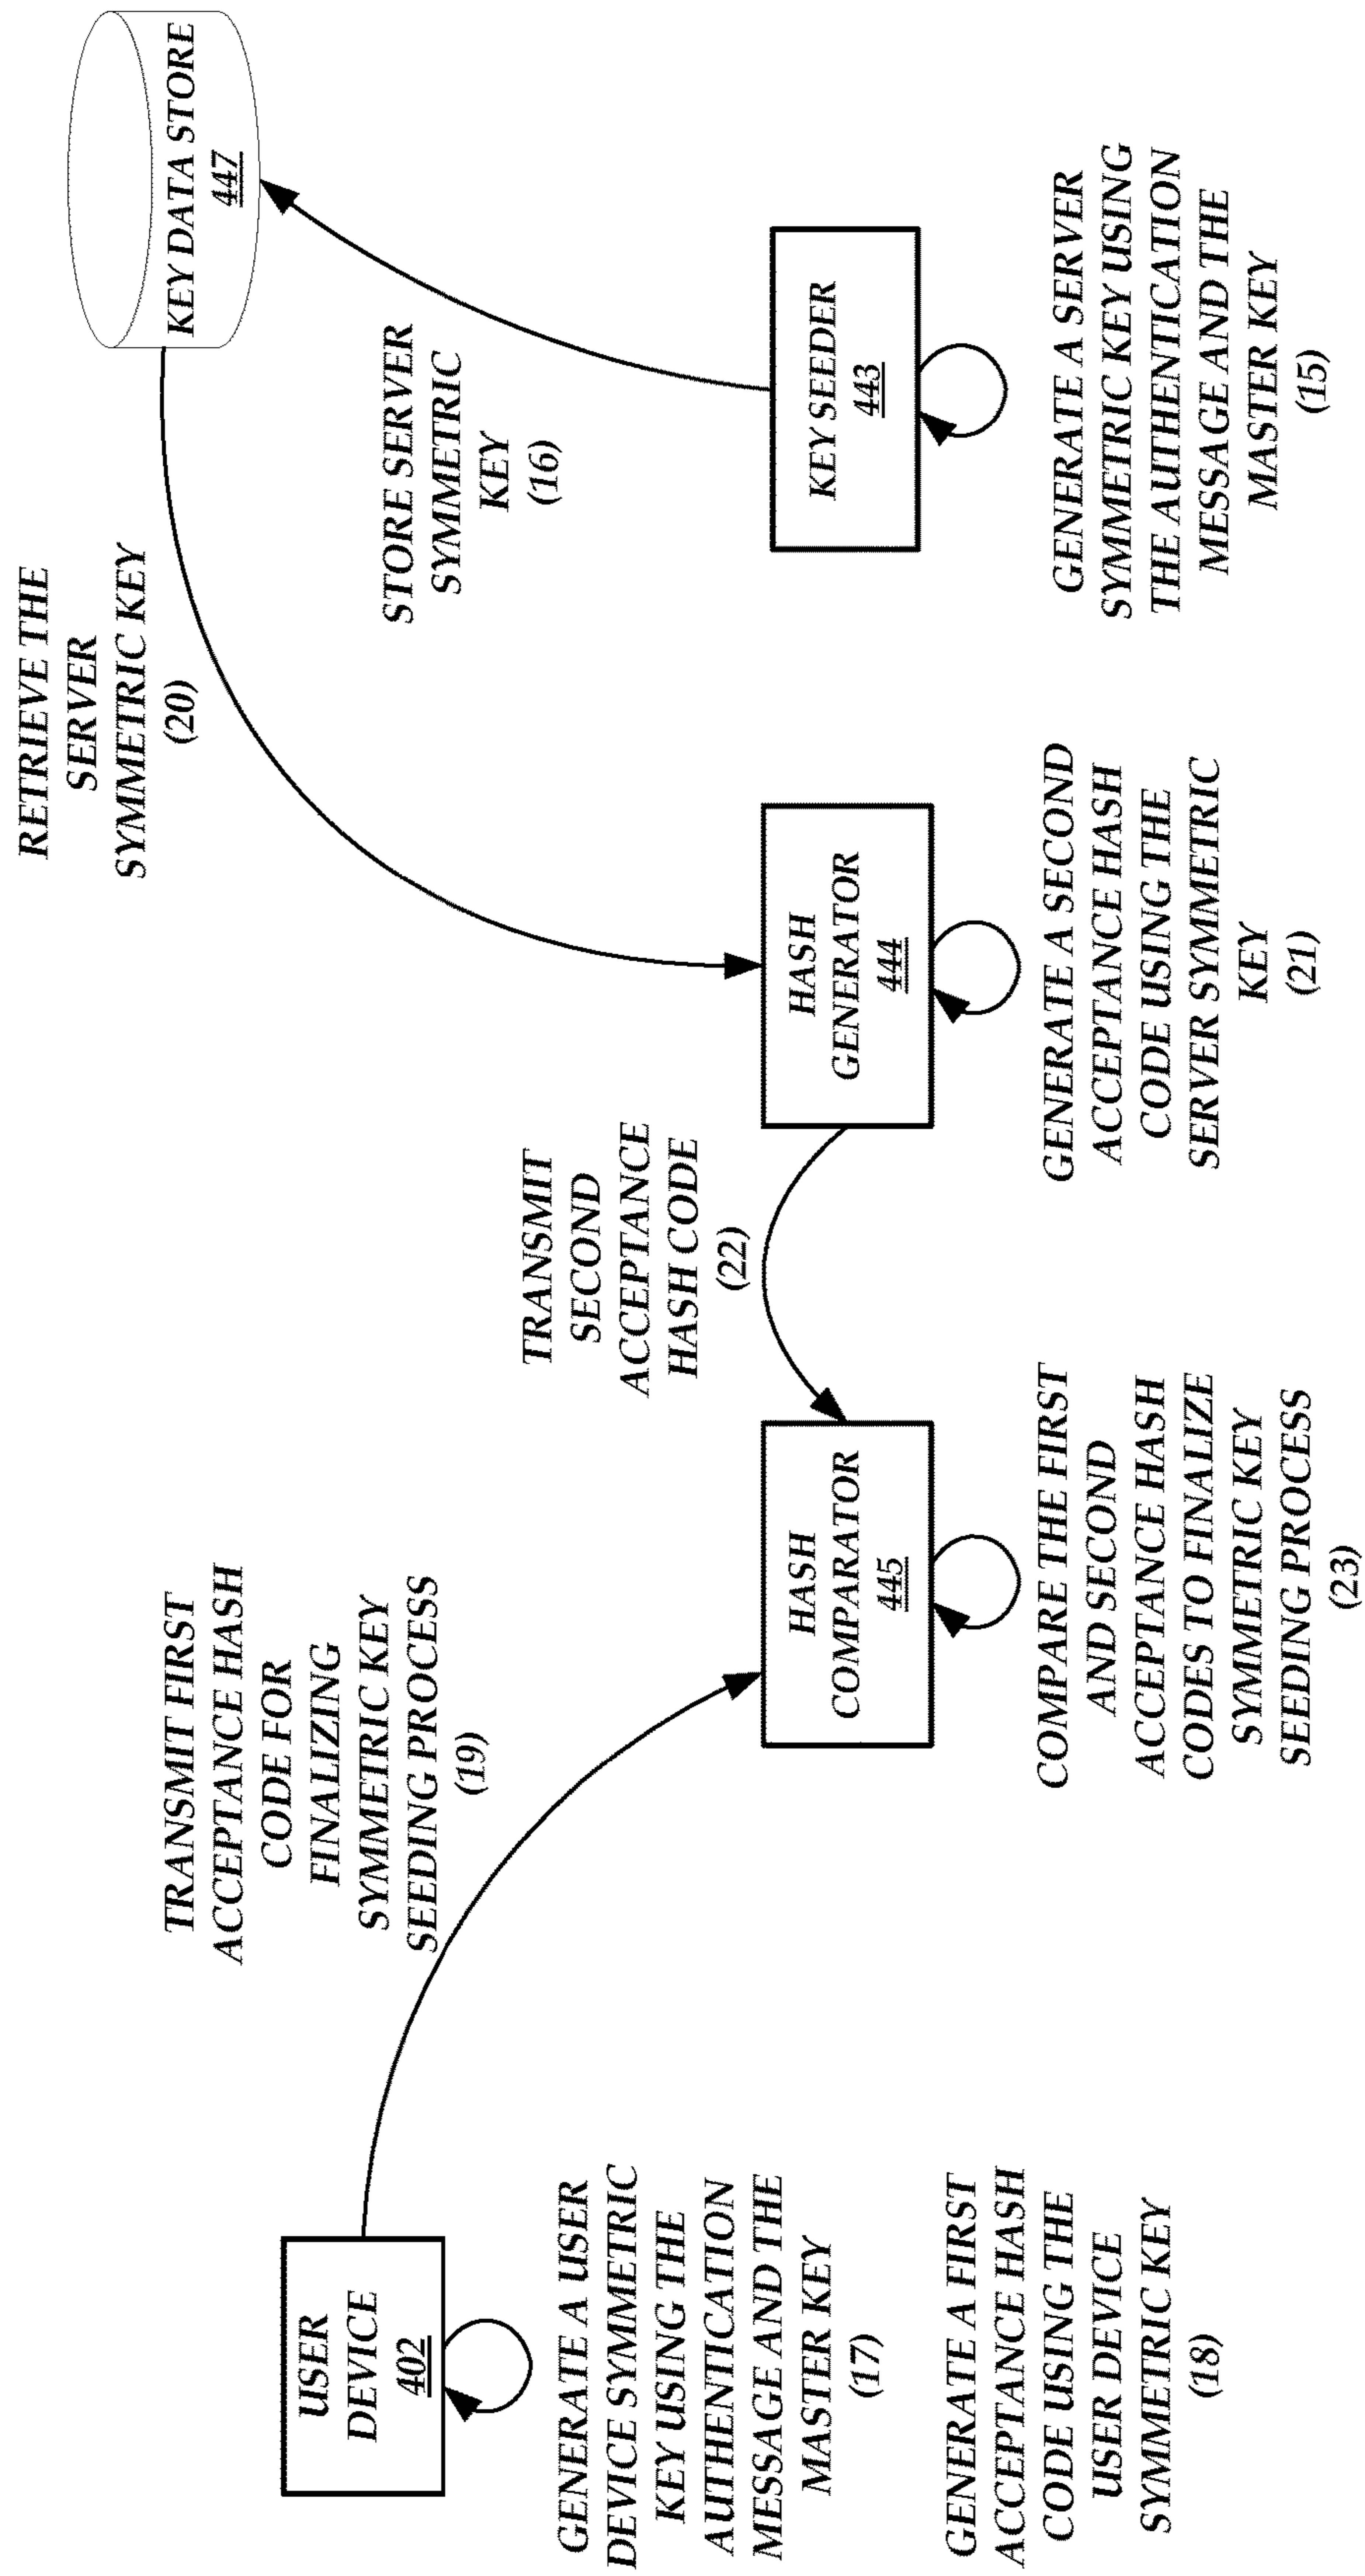 USER
DEVICE
402
GENERATE A USER
DEVICE SYMMETRIC
KEY USING THE
AUTHENTICATION
MESSAGE AND THE
MASTER KEY
(17)
GENERATE A FIRST
ACCEPTANCE HASH
CODE USING THE
USER DEVICE
SYMMETRIC KEY
(18)
TRANSMIT FIRST
ACCEPTANCE HASH
CODE FOR
FINALIZING
SYMMETRIC KEY
SEEDING PROCESS
(19)
HASH
COMPARATOR
445
COMPARE THE FIRST
AND SECOND
ACCEPTANCE HASH
CODES TO FINALIZE
SYMMETRIC KEY
SEEDING PROCESS
(23)
TRANSMIT
SECOND
ACCEPTANCE
HASH CODE
(22)
HASH
GENERATOR
444
GENERATE A SECOND
ACCEPTANCE HASH
CODE USING THE
SERVER SYMMETRIC
KEY
(21)
RETRIEVE THE
SERVER
SYMMETRIC KEY
(20)
STORE SERVER
SYMMETRIC
KEY
(16)
KEY SEEDER
443
GENERATE A SERVER
SYMMETRIC KEY USING
THE AUTHENTICATION
MESSAGE AND THE
MASTER KEY
(15)
KEY DATA STORE
447